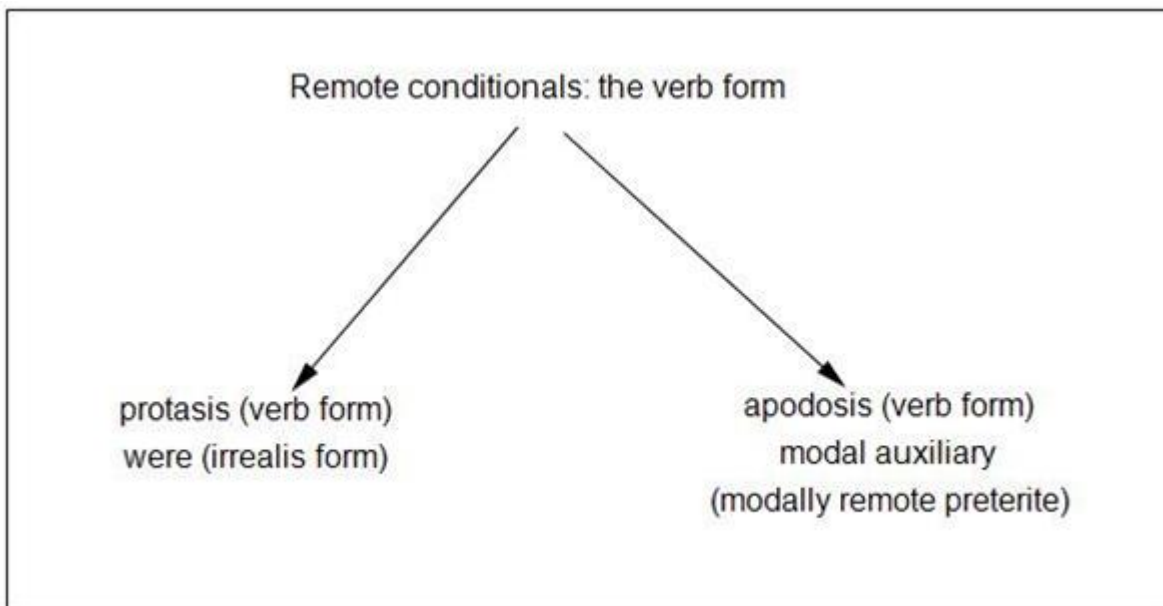 Remote conditionals: the verb form
protasis (verb form)
were (irrealis form)
apodosis (verb form)
modal auxiliary
(modally remote preterite)